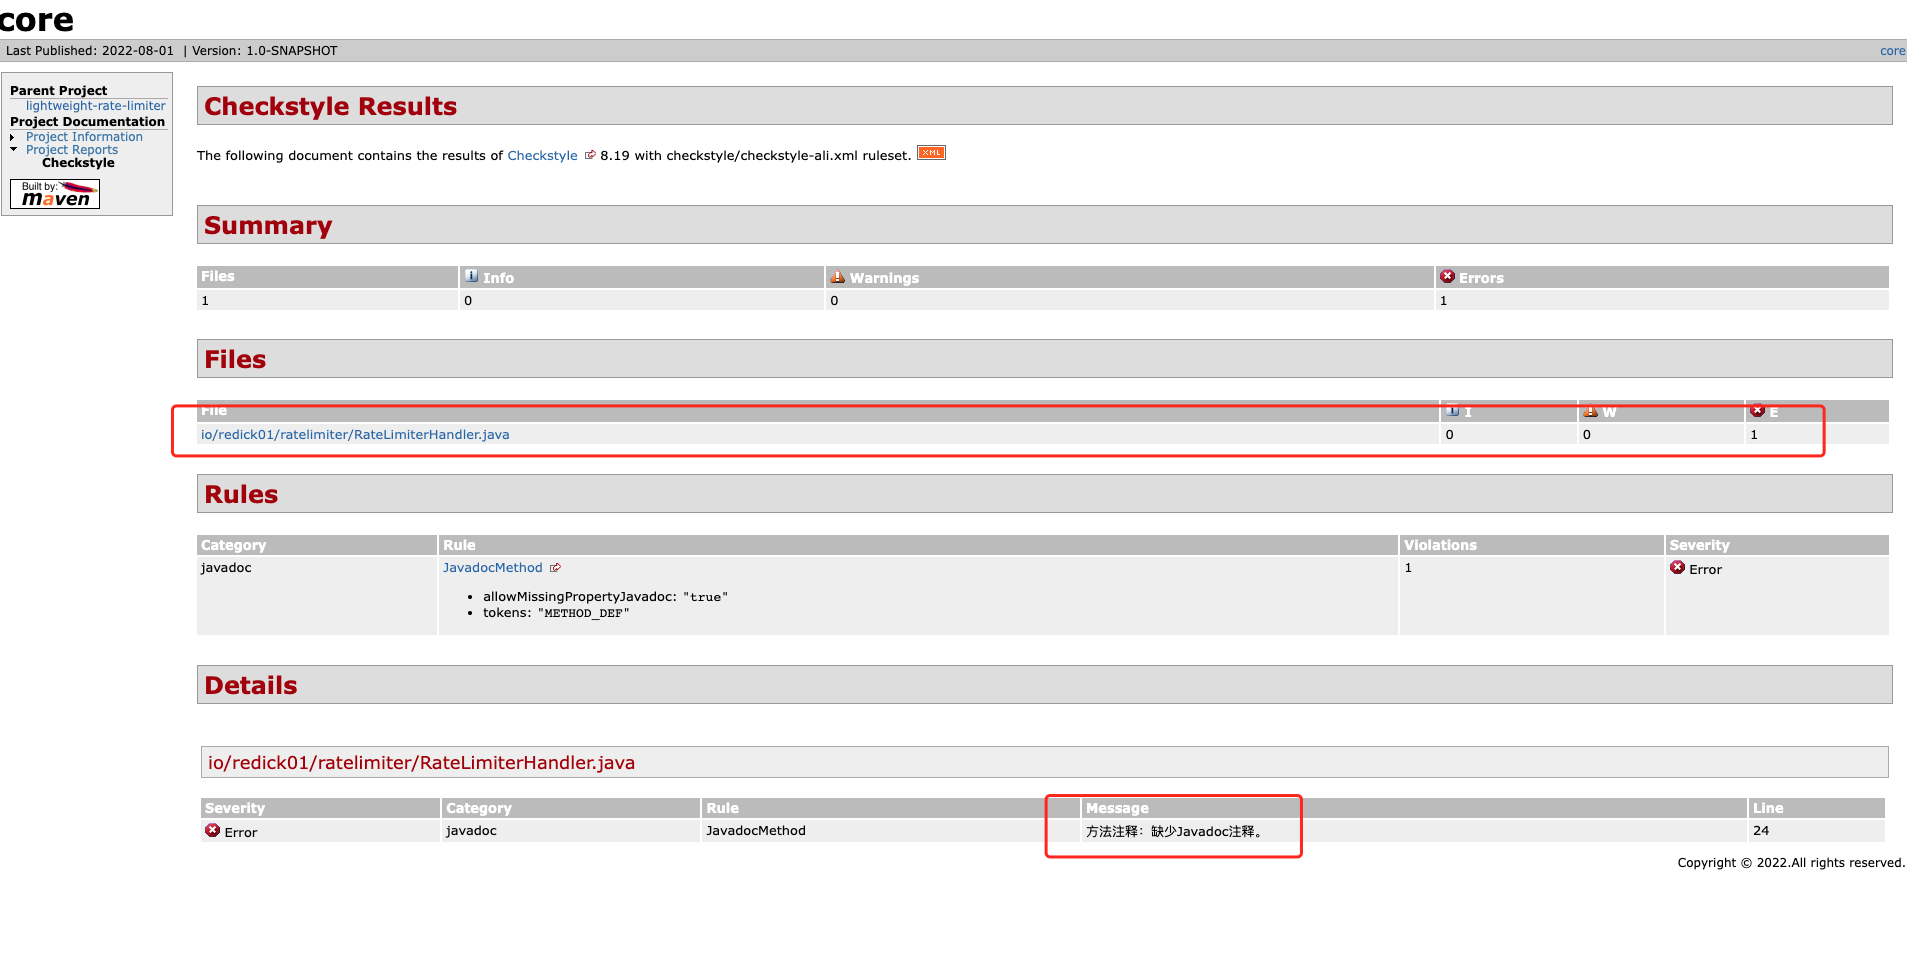 core
Last Published: 2022-08-01 | Version: 1.0-SNAPSHOT
core
Parent Project
lightweight-rate-limiter
Project Documentation
Project Information
Project Reports
Checkstyle
Built by:
maven
Checkstyle Results
The following document contains the results of Checkstyle 8.19 with checkstyle/checkstyle-ali.xml ruleset. XML
Summary
Files Info Warnings Errors
1 0 0 1
Files
File I W E
io/redick01/ratelimiter/RateLimiterHandler.java 0 0 1
Rules
Category Rule Violations Severity
javadoc JavadocMethod 1 Error
• allowMissingPropertyJavadoc: "true"
• tokens: "METHOD_DEF"
Details
io/redick01/ratelimiter/RateLimiterHandler.java
Severity Category Rule Message Line
Error javadoc JavadocMethod 方法注释：缺少Javadoc注释。 24
Copyright © 2022.All rights reserved.